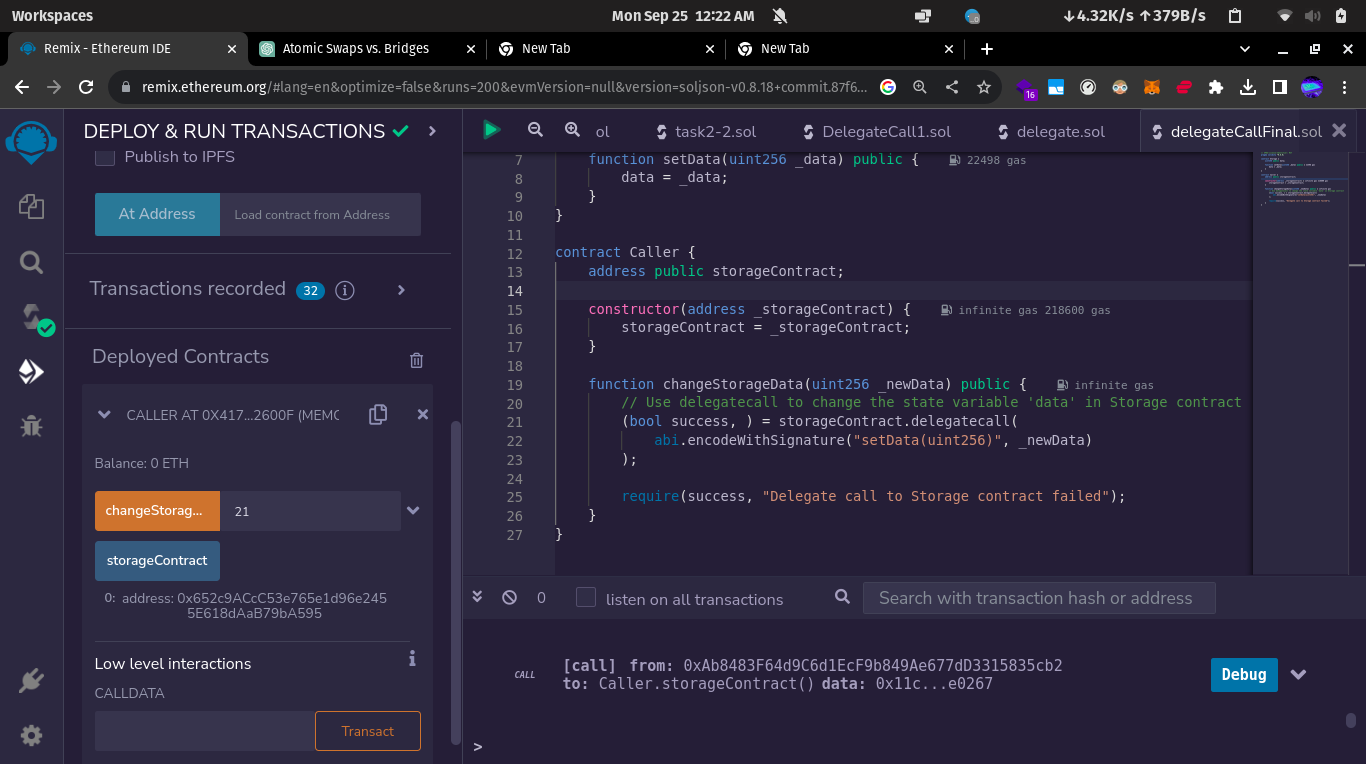 Workspaces
Mon Sep 25 12:22 AM
↓4.32K/s ↑379B/s
Remix - Ethereum IDE
Atomic Swaps vs. Bridges
New Tab
New Tab
remix.ethereum.org/#lang=en&optimize=false&runs=200&evmVersion=null&version=soljson-v0.8.18+commit.87f6...
16
DEPLOY & RUN TRANSACTIONS
Publish to IPFS
At Address
Load contract from Address
Transactions recorded 32 i
Deployed Contracts
CALLER AT 0X417...2600F (MEMO
Balance: 0 ETH
changeStorag...
21
storageContract
0: address: 0x652c9ACcC53e765e1d96e245
5E618dAaB79bA595
Low level interactions
CALLDATA
Transact
ol
task2-2.sol
DelegateCall1.sol
delegate.sol
delegateCallFinal.sol
7 function setData(uint256 _data) public { 22498 gas
8 data = _data;
9 }
10 }
11
12 contract Caller {
13 address public storageContract;
14
15 constructor(address _storageContract) { infinite gas 218600 gas
16 storageContract = _storageContract;
17 }
18
19 function changeStorageData(uint256 _newData) public { infinite gas
20 // Use delegatecall to change the state variable 'data' in Storage contract
21 (bool success, ) = storageContract.delegatecall(
22 abi.encodeWithSignature("setData(uint256)", _newData)
23 );
24
25 require(success, "Delegate call to Storage contract failed");
26 }
27 }
0
listen on all transactions
Search with transaction hash or address
CALL
[call] from: 0xAb8483F64d9C6d1EcF9b849Ae677dD3315835cb2
to: Caller.storageContract() data: 0x11c...e0267
Debug
>